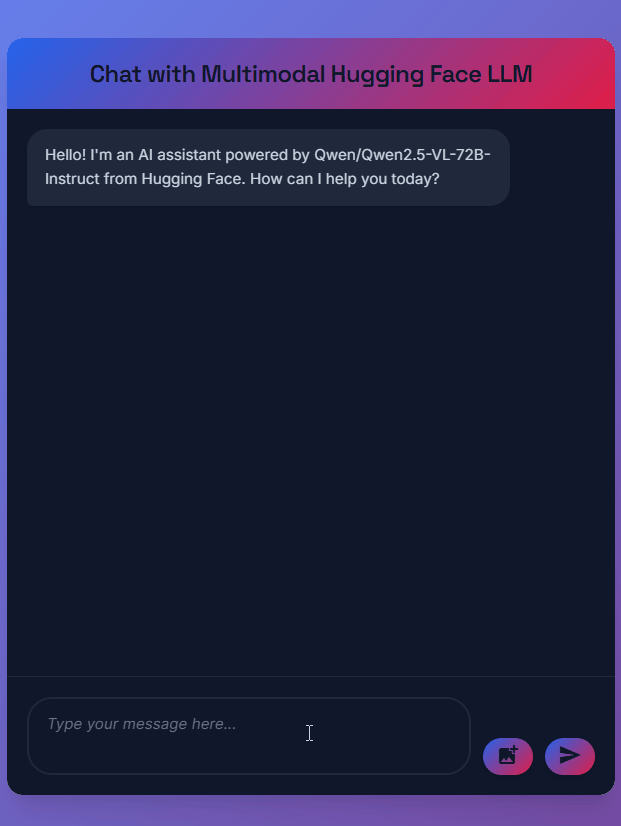 Chat with Multimodal Hugging Face LLM
Hello! I'm an AI assistant powered by Qwen/Qwen2.5-VL-72B-
Instruct from Hugging Face. How can I help you today?
Type your message here...